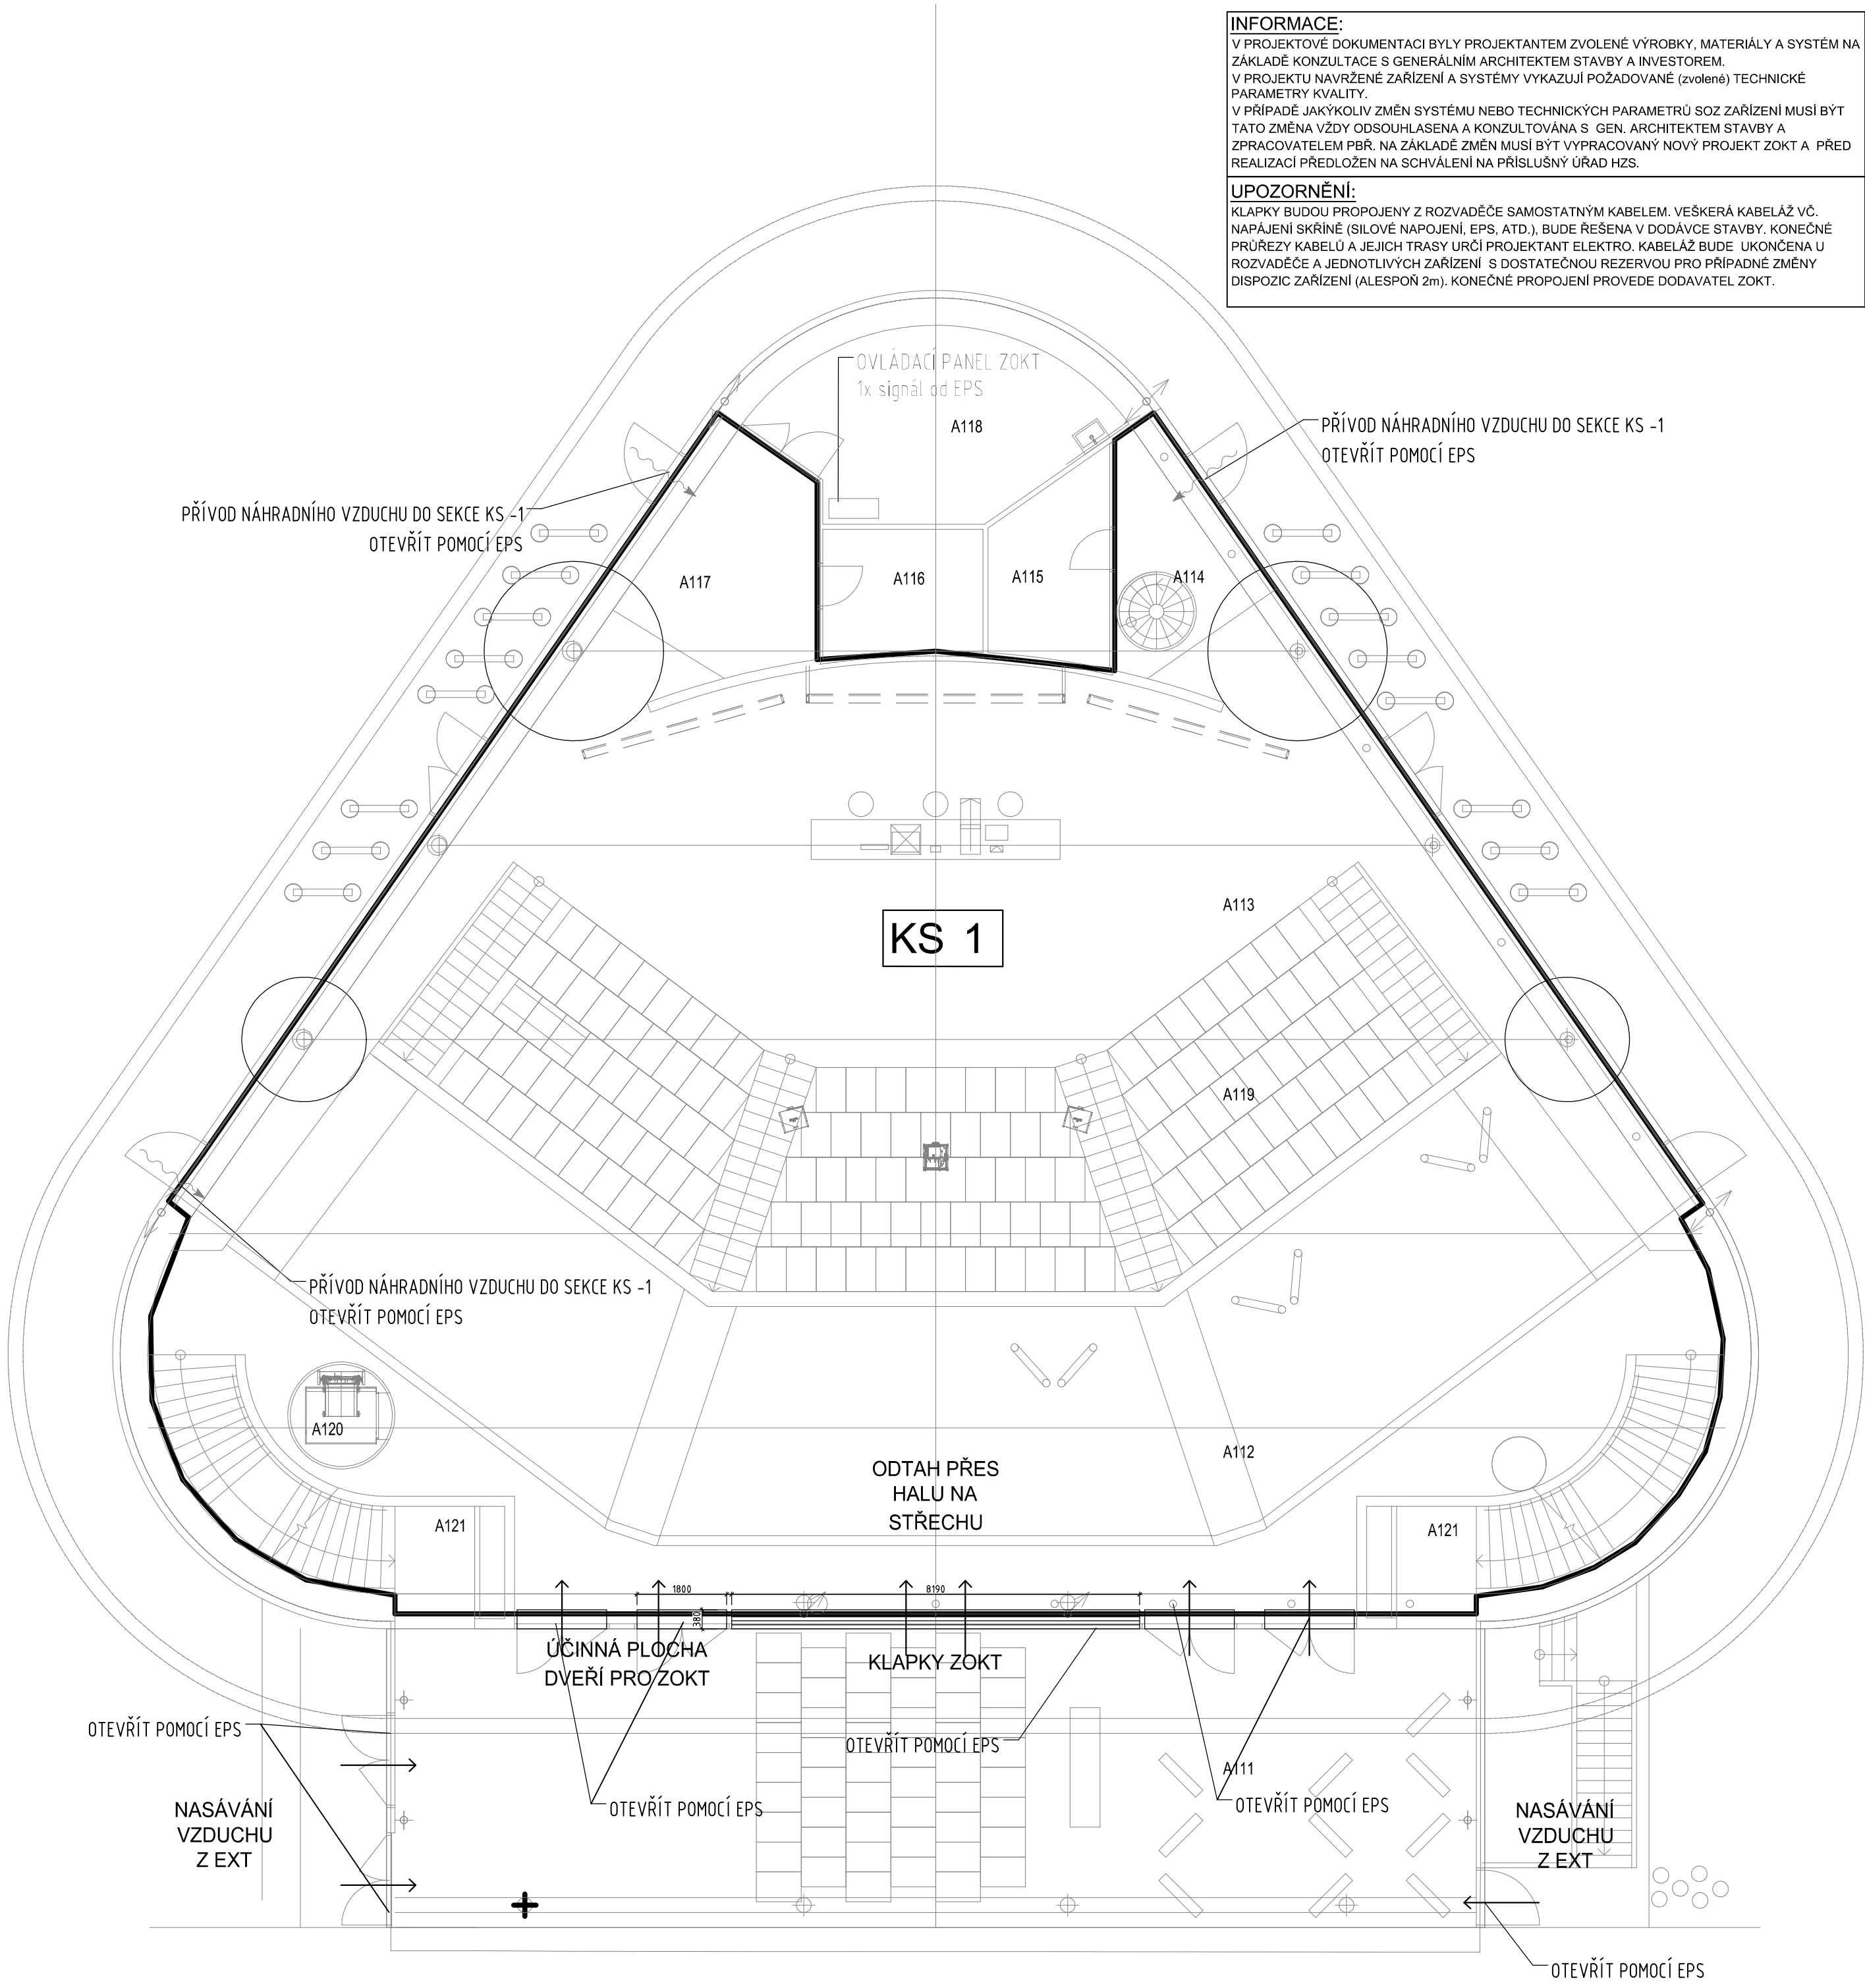 INFORMACE:
V PROJEKTOVÉ DOKUMENTACI BYLY PROJEKTANTEM ZVOLENÉ VÝROBKY, MATERIÁLY A SYSTÉM NA
ZÁKLADĚ KONZULTACE S GENERÁLNÍM ARCHITEKTEM STAVBY A INVESTOREM.
V PROJEKTU NAVRŽENÉ ZAŘÍZENÍ A SYSTÉMY VYKAZUJÍ POŽADOVANÉ (zvolené) TECHNICKÉ
PARAMETRY KVALITY.
V PŘÍPADĚ JAKÝKOLIV ZMĚN SYSTÉMU NEBO TECHNICKÝCH PARAMETRŮ SOZ ZAŘÍZENÍ MUSÍ BÝT
TATO ZMĚNA VŽDY ODSOUHLASENA A KONZULTOVÁNA S GEN. ARCHITEKTEM STAVBY A
ZPRACOVATELEM PBŘ. NA ZÁKLADĚ ZMĚN MUSÍ BÝT VYPRACOVANÝ NOVÝ PROJEKT ZOKT A PŘED
REALIZACÍ PŘEDLOŽEN NA SCHVÁLENÍ NA PŘÍSLUŠNÝ ÚŘAD HZS.
UPOZORNĚNÍ:
KLAPKY BUDOU PROPOJENY Z ROZVADĚČE SAMOSTATNÝM KABELEM. VEŠKERÁ KABELÁŽ VČ.
NAPÁJENÍ SKŘÍNĚ (SILOVÉ NAPOJENÍ, EPS, ATD.), BUDE ŘEŠENA V DODÁVCE STAVBY. KONEČNÉ
PRŮŘEZY KABELŮ A JEJICH TRASY URČÍ PROJEKTANT ELEKTRO. KABELÁŽ BUDE UKONČENA U
ROZVADĚČE A JEDNOTLIVÝCH ZAŘÍZENÍ S DOSTATEČNOU REZERVOU PRO PŘÍPADNÉ ZMĚNY
DISPOZIC ZAŘÍZENÍ (ALESPOŇ 2m). KONEČNÉ PROPOJENÍ PROVEDE DODAVATEL ZOKT.
OVLÁDACÍ PANEL ZOKT
1x signál od EPS
A118
PŘÍVOD NÁHRADNÍHO VZDUCHU DO SEKCE KS -1
OTEVŘÍT POMOCÍ EPS
PŘÍVOD NÁHRADNÍHO VZDUCHU DO SEKCE KS -1
OTEVŘÍT POMOCÍ EPS
A117
A116
A115
A114
A113
KS 1
A119
PŘÍVOD NÁHRADNÍHO VZDUCHU DO SEKCE KS -1
OTEVŘÍT POMOCÍ EPS
A120
A112
ODTAH PŘES
HALU NA
STŘECHU
A121
A121
1800
8190
380
ÚČINNÁ PLOCHA
DVEŘÍ PRO ZOKT
KLAPKY ZOKT
OTEVŘÍT POMOCÍ EPS
OTEVŘÍT POMOCÍ EPS
A111
OTEVŘÍT POMOCÍ EPS
OTEVŘÍT POMOCÍ EPS
NASÁVÁNÍ
VZDUCHU
Z EXT
NASÁVÁNÍ
VZDUCHU
Z EXT
OTEVŘÍT POMOCÍ EPS